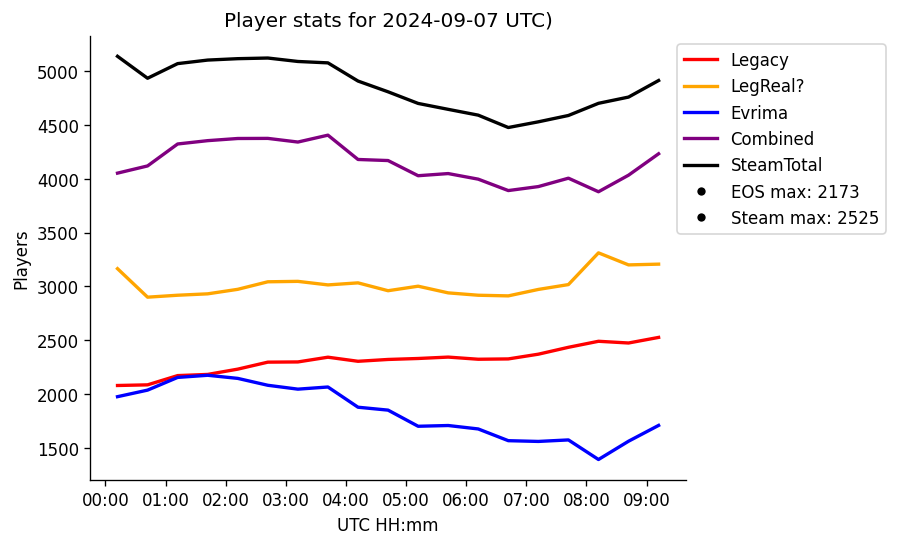 Player stats for 2024-09-07 UTC)
Players
5000
4500
4000
3500
3000
2500
2000
1500
00:00 01:00 02:00 03:00 04:00 05:00 06:00 07:00 08:00 09:00
UTC HH:mm
Legacy
LegReal?
Evrima
Combined
SteamTotal
EOS max: 2173
Steam max: 2525